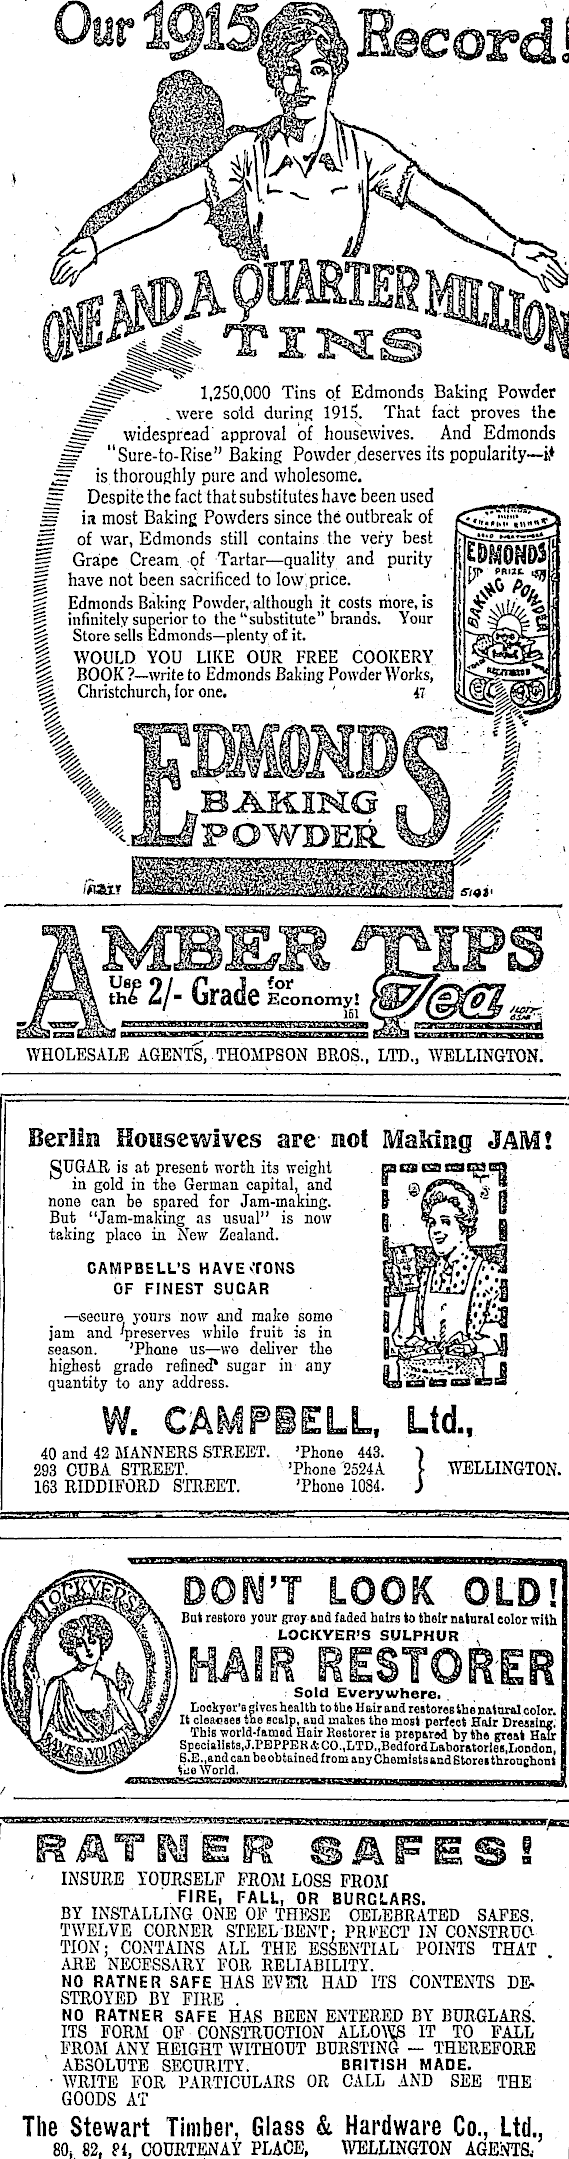 Our 1915 Record!
ONE AND A QUARTER MILLION
TINS
1,250,000 Tins of Edmonds Baking Powder
were sold during 1915. That fact proves the
widespread approval of housewives. And Edmonds
"Sure-to-Rise" Baking Powder deserves its popularity—it
is thoroughly pure and wholesome.
Despite the fact that substitutes have been used
in most Baking Powders since the outbreak of
of war, Edmonds still contains the very best
Grape Cream of Tartar—quality and purity
have not been sacrificed to low price.
Edmonds Baking Powder, although it costs more, is
infinitely superior to the "substitute" brands. Your
Store sells Edmonds—plenty of it.
WOULD YOU LIKE OUR FREE COOKERY
BOOK?—write to Edmonds Baking Powder Works,
Christchurch, for one. 47
EDMONDS
PRIZE
BAKING POWDER
EDMONDS
BAKING
POWDER
AMBER TIPS
Use the 2/- Grade for Economy! Tea
161
WHOLESALE AGENTS, THOMPSON BROS., LTD., WELLINGTON.
Berlin Housewives are not Making JAM!
SUGAR is at present worth its weight
in gold in the German capital, and
none can be spared for Jam-making.
But "Jam-making as usual" is now
taking place in New Zealand.
CAMPBELL'S HAVE TONS
OF FINEST SUGAR
—secure yours now and make some
jam and preserves while fruit is in
season. 'Phone us—we deliver the
highest grade refined sugar in any
quantity to any address.
W. CAMPBELL, Ltd.,
40 and 42 MANNERS STREET. 'Phone 443.
293 CUBA STREET. 'Phone 2524A
163 RIDDIFORD STREET. 'Phone 1084.
WELLINGTON.
LOCKYER'S
SAVES YOUTH
DON'T LOOK OLD!
But restore your grey and faded hairs to their natural color with
LOCKYER'S SULPHUR
HAIR RESTORER
Sold Everywhere.
Lockyer's gives health to the Hair and restores the natural color.
It cleanses the scalp, and makes the most perfect Hair Dressing.
This world-famed Hair Restorer is prepared by the great Hair
Specialists, J. PEPPER & CO., LTD., Bedford Laboratories, London,
S.E., and can be obtained from any Chemists and Stores throughout
the World.
RATNER SAFES!
INSURE YOURSELF FROM LOSS FROM
FIRE, FALL, OR BURGLARS.
BY INSTALLING ONE OF THESE CELEBRATED SAFES.
TWELVE CORNER STEEL BENT; PRFECT IN CONSTRUC-
TION; CONTAINS ALL THE ESSENTIAL POINTS THAT
ARE NECESSARY FOR RELIABILITY.
NO RATNER SAFE HAS EVER HAD ITS CONTENTS DE-
STROYED BY FIRE.
NO RATNER SAFE HAS BEEN ENTERED BY BURGLARS.
ITS FORM OF CONSTRUCTION ALLOWS IT TO FALL
FROM ANY HEIGHT WITHOUT BURSTING — THEREFORE
ABSOLUTE SECURITY. BRITISH MADE.
WRITE FOR PARTICULARS OR CALL AND SEE THE
GOODS AT
The Stewart Timber, Glass & Hardware Co., Ltd.,
80, 82, 84, COURTENAY PLACE, WELLINGTON AGENTS.